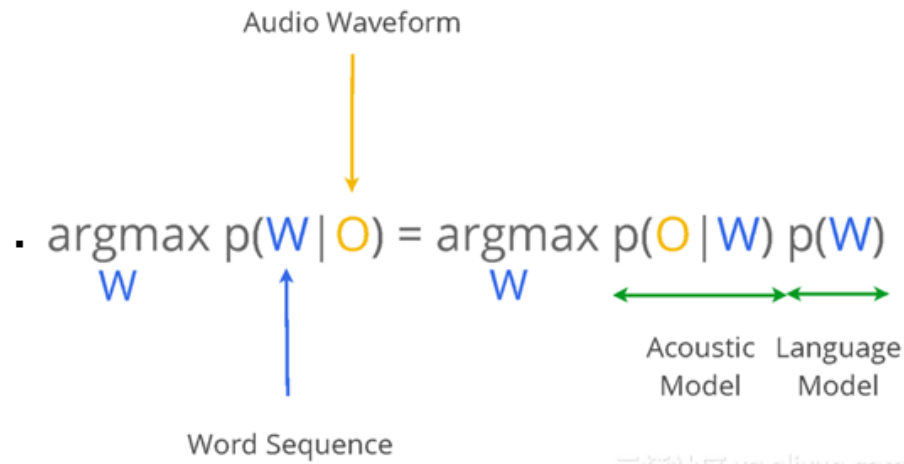 Audio Waveform
▪ argmax p(W|O) = argmax p(O|W) p(W)
W W
Acoustic Model Language Model
Word Sequence